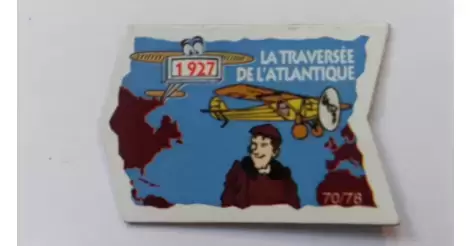 1927
LA TRAVERSÉE
DE L'ATLANTIQUE
70/78